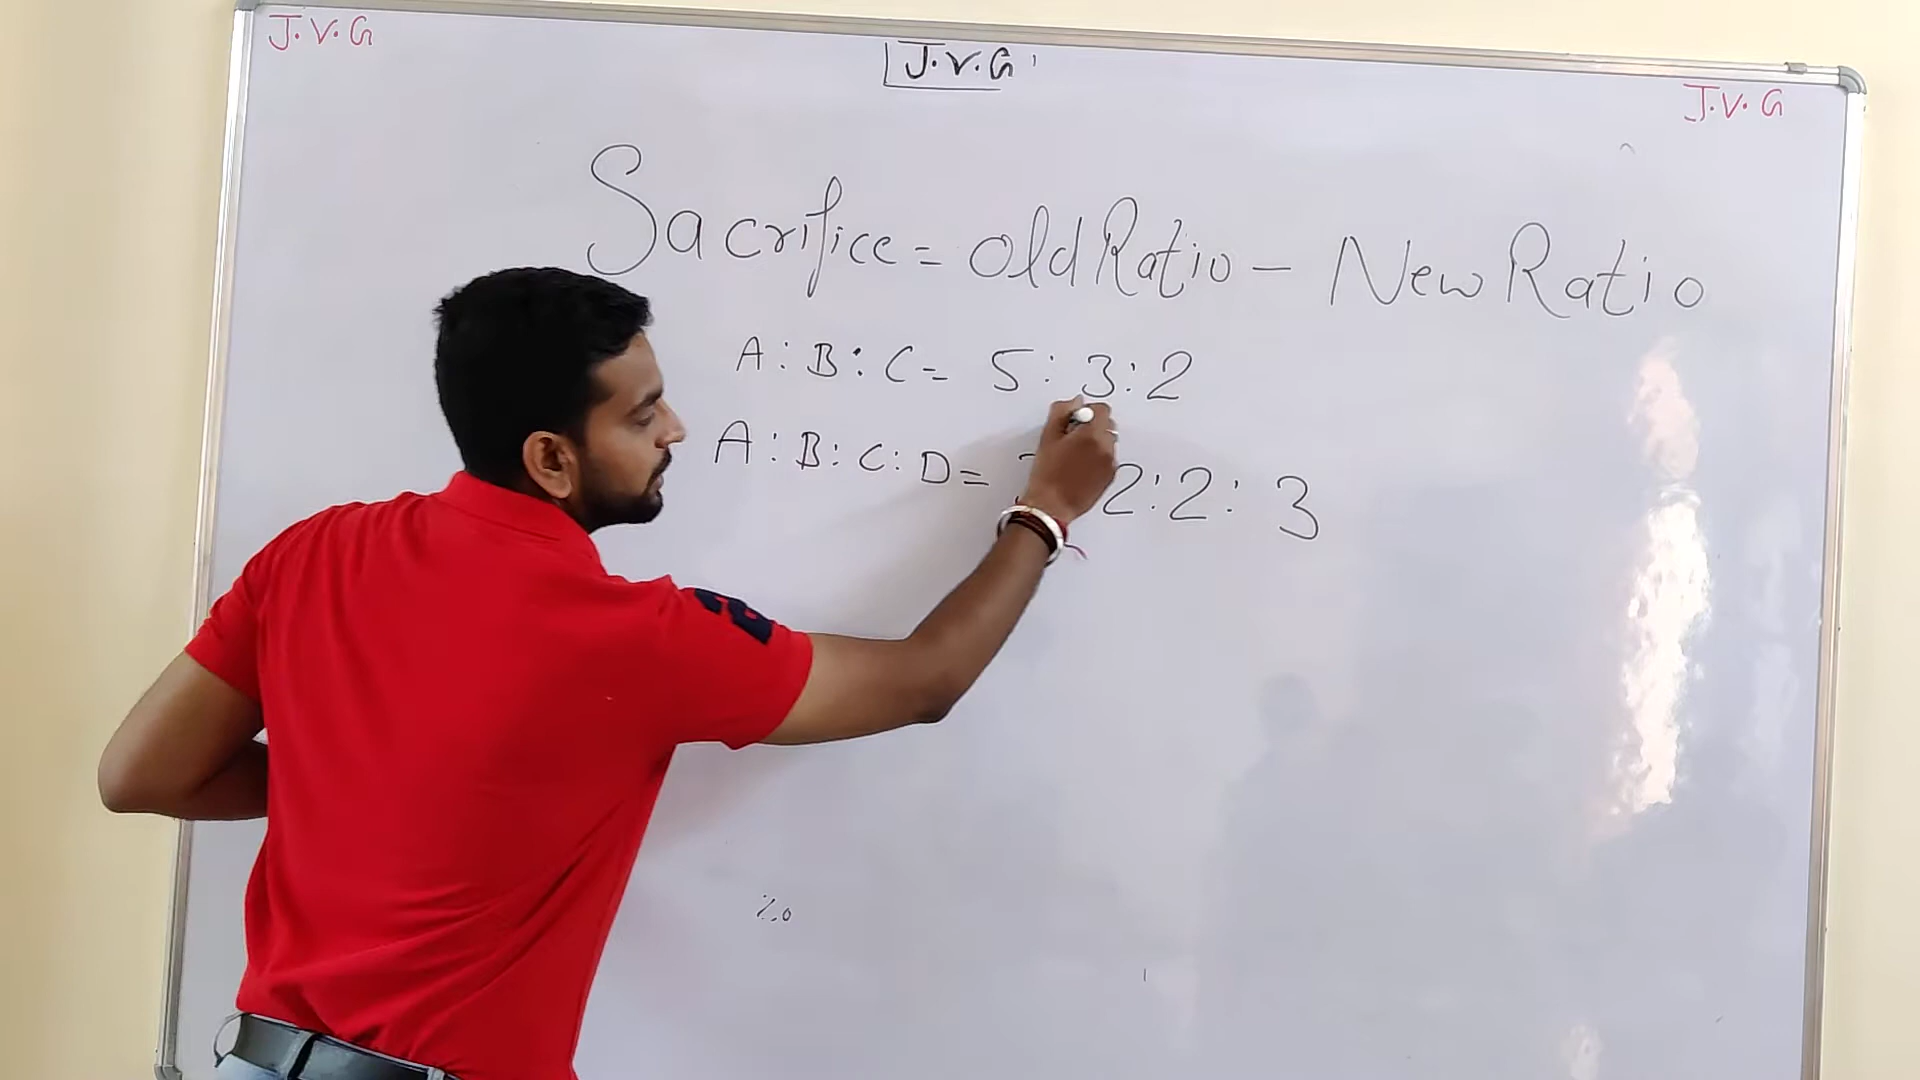 J.V.G
J.V.G
J.V.G
Sacrifice = Old Ratio - New Ratio
A : B : C = 5 : 3 : 2
A : B : C : D = 2 : 2 : 3